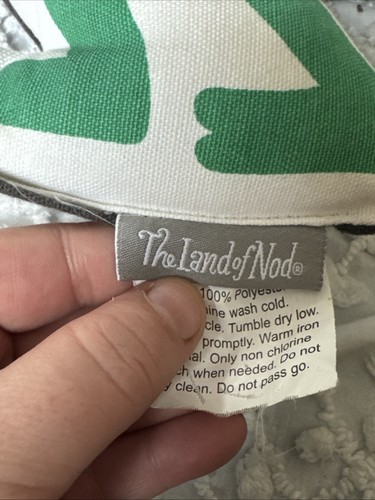 The Land of Nod®
100% Polyest
ine wash cold.
cle. Tumble dry low.
promptly. Warm iron
al. Only non chlorine
ch when needed. Do not
y clean. Do not pass go.